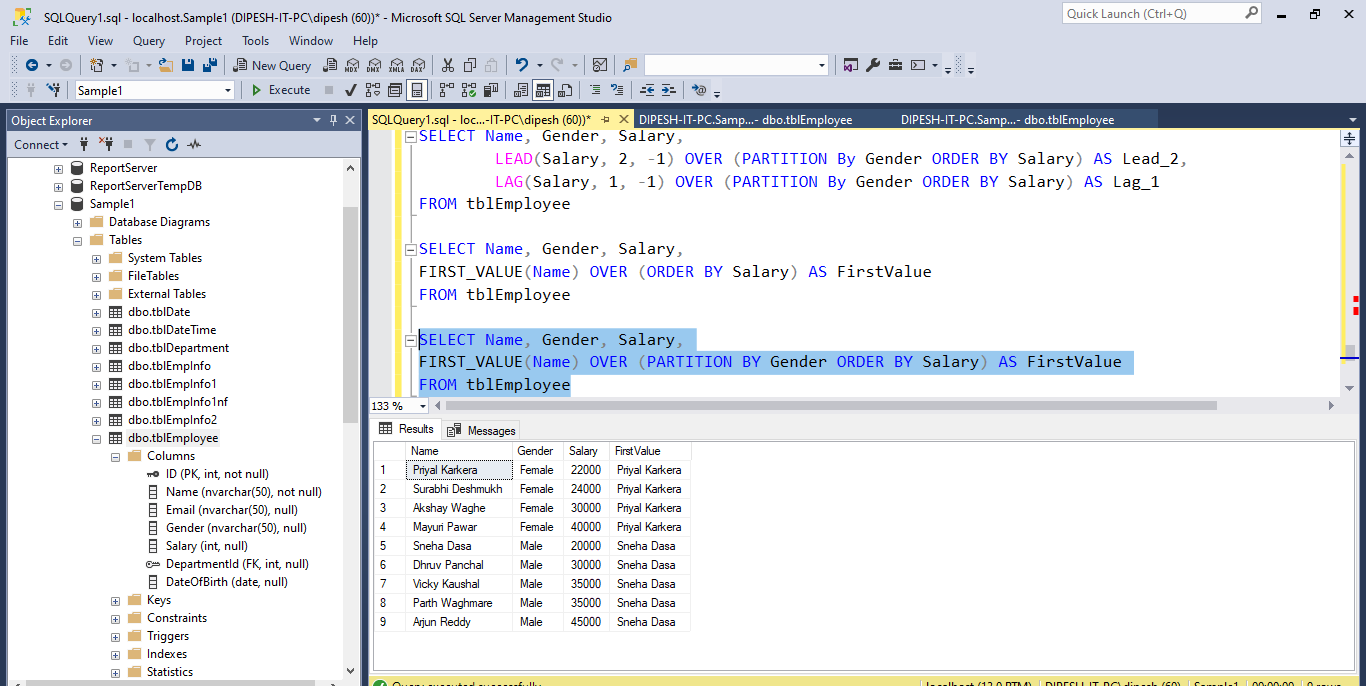 SQLQuery1.sql - localhost.Sample1 (DIPESH-IT-PC\dipesh (60))* - Microsoft SQL Server Management Studio
Quick Launch (Ctrl+Q)
File Edit View Query Project Tools Window Help
New Query MDX DMX XMLA DAX
Sample1 Execute
Object Explorer
Connect
ReportServer
ReportServerTempDB
Sample1
Database Diagrams
Tables
System Tables
FileTables
External Tables
dbo.tblDate
dbo.tblDateTime
dbo.tblDepartment
dbo.tblEmpInfo
dbo.tblEmpInfo1
dbo.tblEmpInfo1nf
dbo.tblEmpInfo2
dbo.tblEmployee
Columns
ID (PK, int, not null)
Name (nvarchar(50), not null)
Email (nvarchar(50), null)
Gender (nvarchar(50), null)
Salary (int, null)
DepartmentId (FK, int, null)
DateOfBirth (date, null)
Keys
Constraints
Triggers
Indexes
Statistics
SQLQuery1.sql - loc...-IT-PC\dipesh (60))* DIPESH-IT-PC.Samp...- dbo.tblEmployee DIPESH-IT-PC.Samp...- dbo.tblEmployee
SELECT Name, Gender, Salary,
LEAD(Salary, 2, -1) OVER (PARTITION By Gender ORDER BY Salary) AS Lead_2,
LAG(Salary, 1, -1) OVER (PARTITION By Gender ORDER BY Salary) AS Lag_1
FROM tblEmployee
SELECT Name, Gender, Salary,
FIRST_VALUE(Name) OVER (ORDER BY Salary) AS FirstValue
FROM tblEmployee
SELECT Name, Gender, Salary,
FIRST_VALUE(Name) OVER (PARTITION BY Gender ORDER BY Salary) AS FirstValue
FROM tblEmployee
133 %
Results Messages
Name Gender Salary FirstValue
1 Priyal Karkera Female 22000 Priyal Karkera
2 Surabhi Deshmukh Female 24000 Priyal Karkera
3 Akshay Waghe Female 30000 Priyal Karkera
4 Mayuri Pawar Female 40000 Priyal Karkera
5 Sneha Dasa Male 20000 Sneha Dasa
6 Dhruv Panchal Male 30000 Sneha Dasa
7 Vicky Kaushal Male 35000 Sneha Dasa
8 Parth Waghmare Male 35000 Sneha Dasa
9 Arjun Reddy Male 45000 Sneha Dasa
Query executed successfully. localhost (13.0 RTM) DIPESH-IT-PC\dipesh (60) Sample1 00:00:00 9 rows